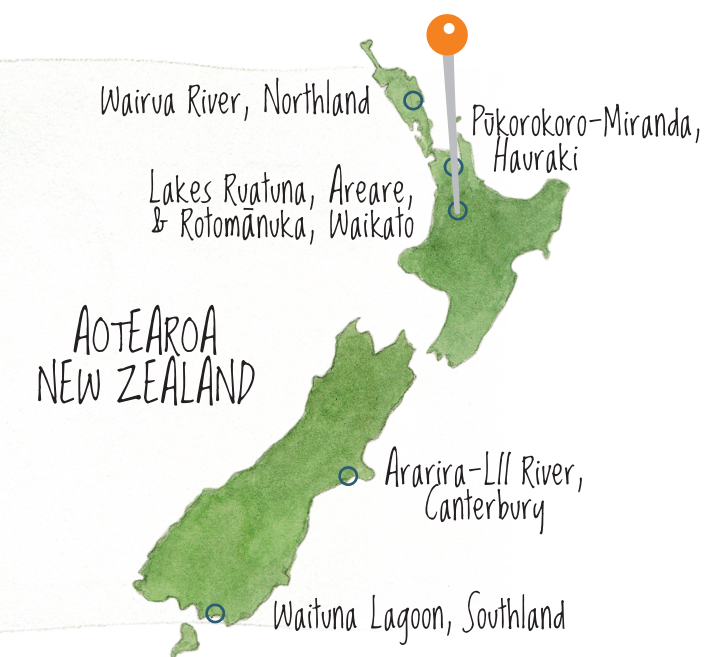 Wairua River, Northland
Pūkorokoro-Miranda,
Hauraki
Lakes Ruatuna, Areare,
& Rotomānuka, Waikato
AOTEAROA
NEW ZEALAND
Ararira-LII River,
Canterbury
Waituna Lagoon, Southland